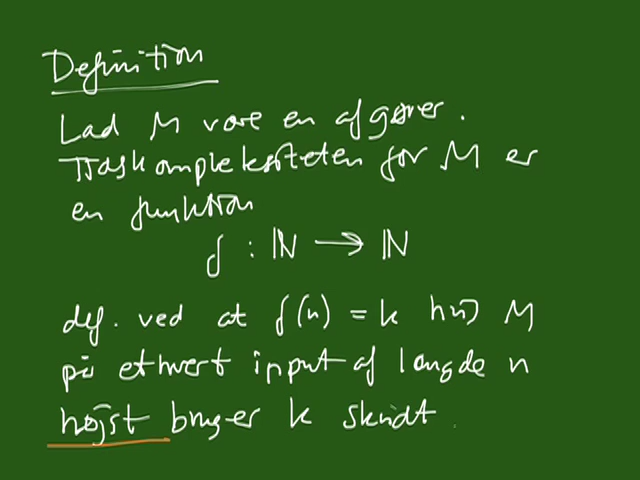 Definition
Lad M være en afgører.
Tidskompleksiteten for M er
en funktion
f : ℕ → ℕ
def. ved at f(n) = k hvis M
på ethvert input af længde n
højst bruger k skridt.